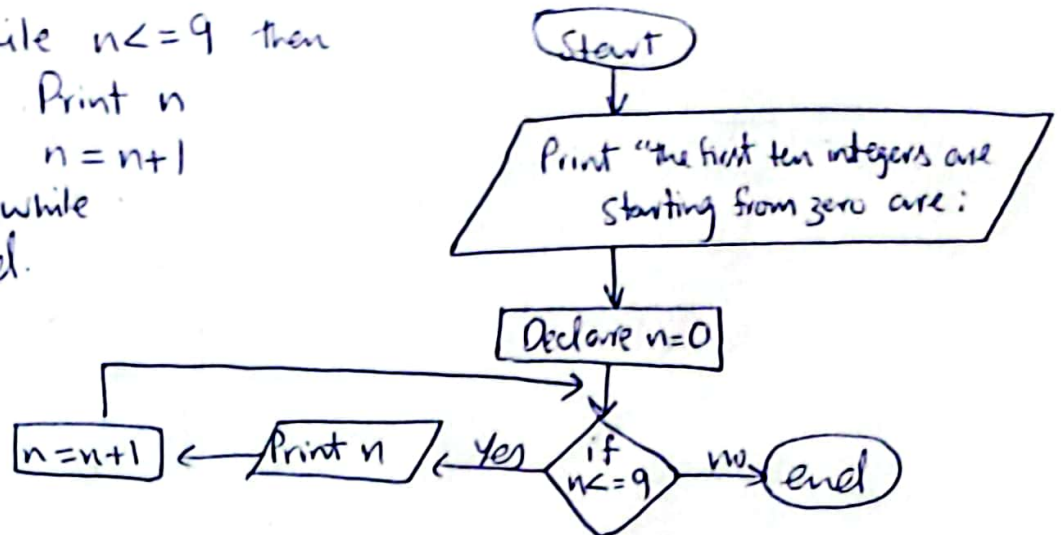 ile n<=9 then
Print n
n = n+1
while
d.
Start
Print "the first ten integers are
starting from zero are:
Declare n=0
if
n<=9
Yes
no
Print n
n=n+1
end